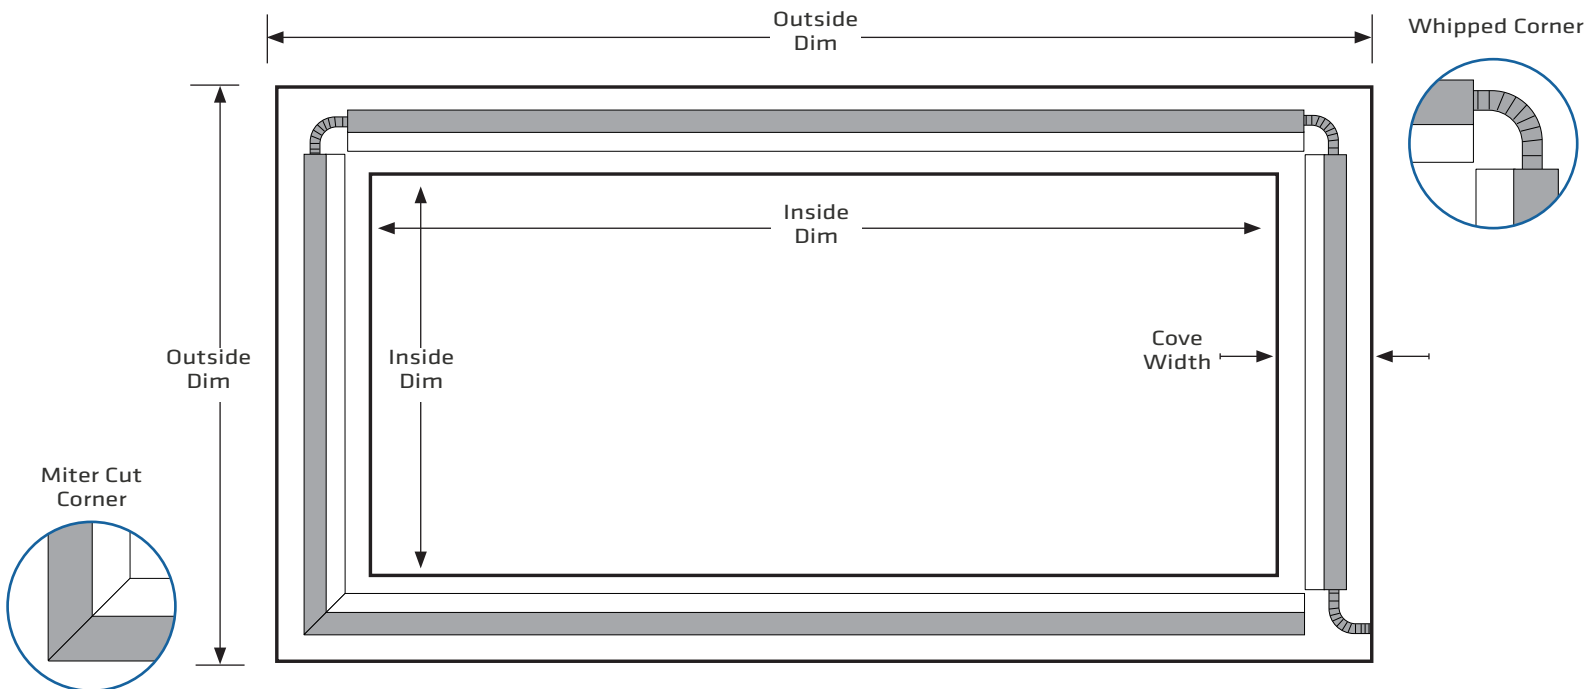 Outside
Dim
Whipped Corner
Inside
Dim
Cove
Width
Outside
Dim
Inside
Dim
Miter Cut
Corner